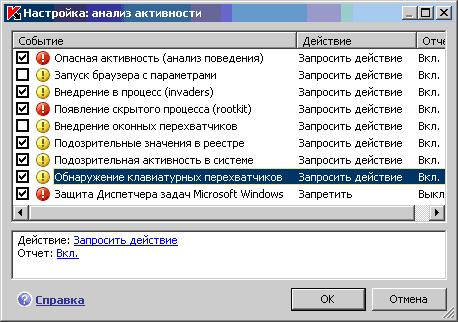 Настройка: анализ активности
Событие Действие Отче
Опасная активность (анализ поведения) Запросить действие Вкл.
Запуск браузера с параметрами Запросить действие Вкл.
Внедрение в процесс (invaders) Запросить действие Вкл.
Появление скрытого процесса (rootkit) Запросить действие Вкл.
Внедрение оконных перехватчиков Запросить действие Вкл.
Подозрительные значения в реестре Запросить действие Вкл.
Подозрительная активность в системе Запросить действие Вкл.
Обнаружение клавиатурных перехватчиков Запросить действие Вкл.
Защита Диспетчера задач Microsoft Windows Запретить Выкл
Действие: Запросить действие
Отчет: Вкл.
Справка OK Отмена